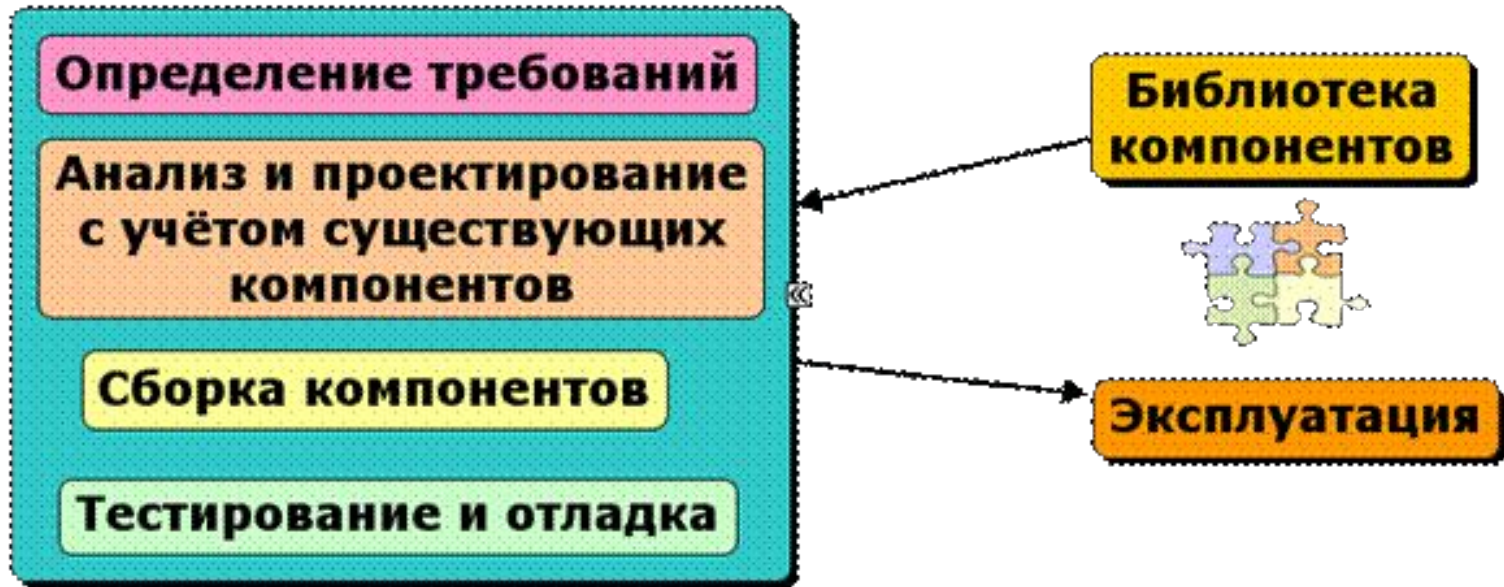 Определение требований
Анализ и проектирование
с учётом существующих
компонентов
Сборка компонентов
Тестирование и отладка
Библиотека
компонентов
Эксплуатация